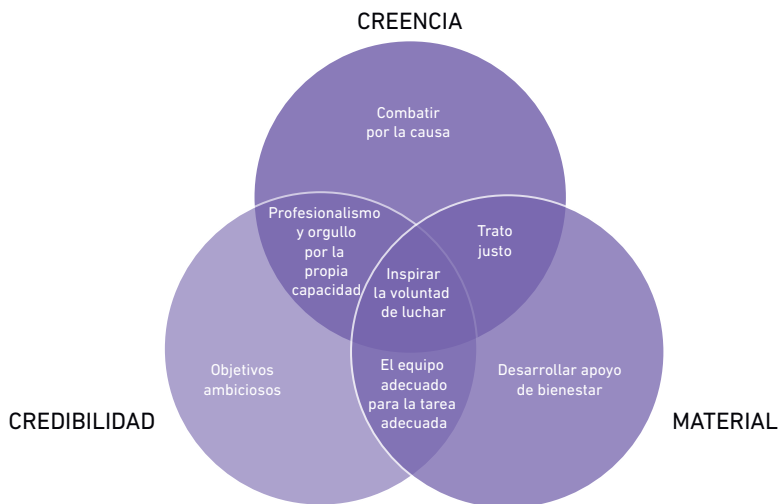 CREENCIA
Combatir
por la causa
Profesionalismo
y orgullo
por la
propia
capacidad
Trato
justo
Inspirar
la voluntad
de luchar
Objetivos
ambiciosos
El equipo
adecuado
para la tarea
adecuada
Desarrollar apoyo
de bienestar
CREDIBILIDAD
MATERIAL